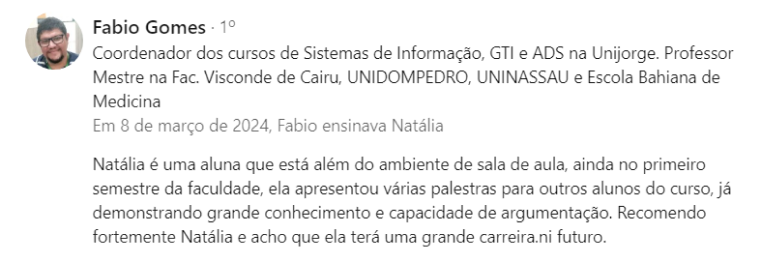 Fabio Gomes · 1º
Coordenador dos cursos de Sistemas de Informação, GTI e ADS na Unijorge. Professor
Mestre na Fac. Visconde de Cairu, UNIDOMPEDRO, UNINASSAU e Escola Bahiana de
Medicina
Em 8 de março de 2024, Fabio ensinava Natália
Natália é uma aluna que está além do ambiente de sala de aula, ainda no primeiro
semestre da faculdade, ela apresentou várias palestras para outros alunos do curso, já
demonstrando grande conhecimento e capacidade de argumentação. Recomendo
fortemente Natália e acho que ela terá uma grande carreira.ni futuro.